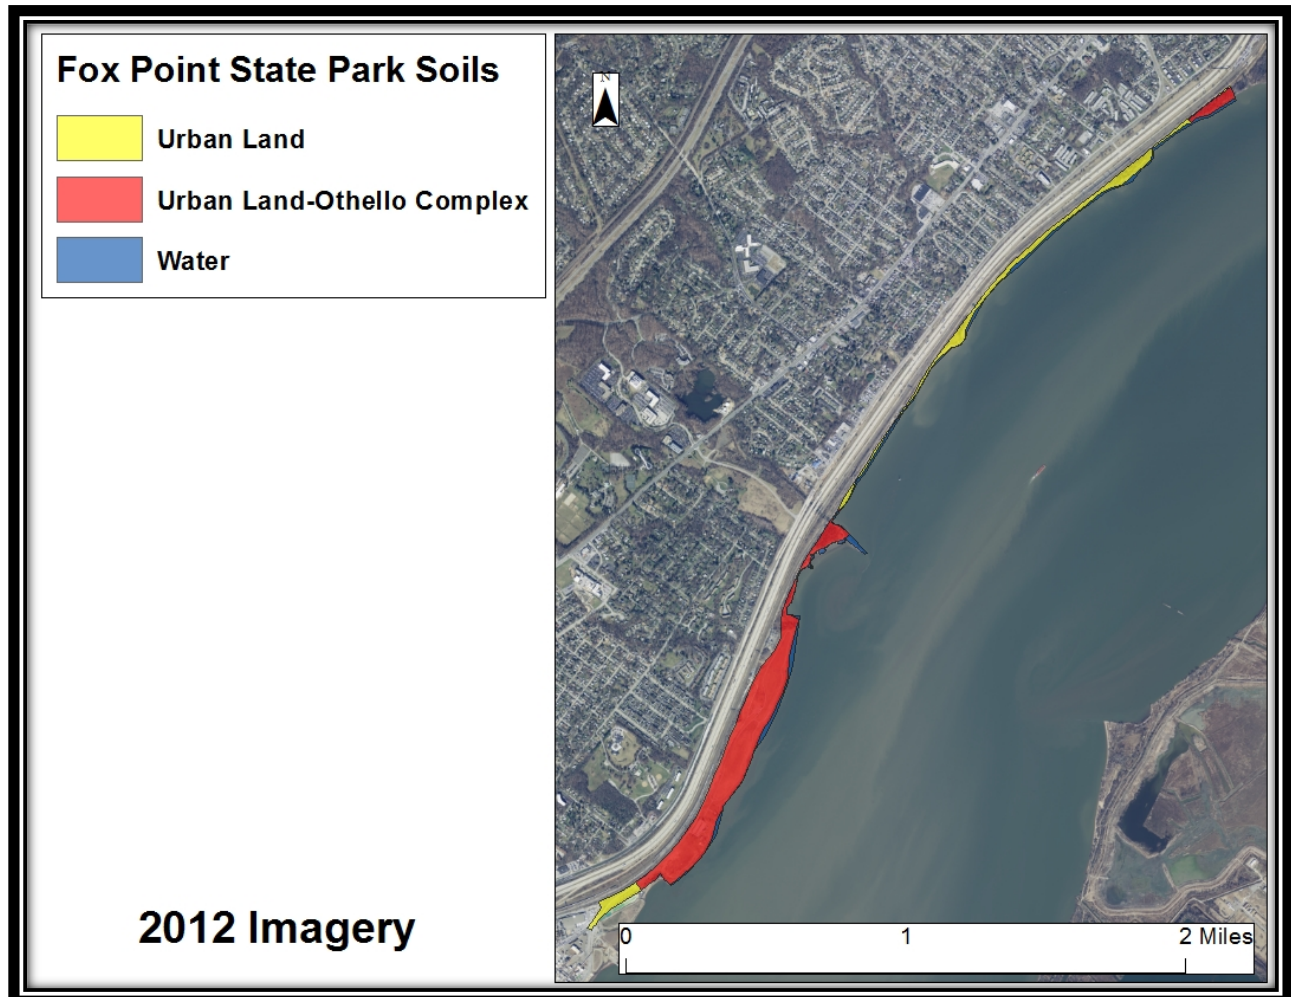 Fox Point State Park Soils
Urban Land
Urban Land-Othello Complex
Water
N
2012 Imagery
0 1 2 Miles